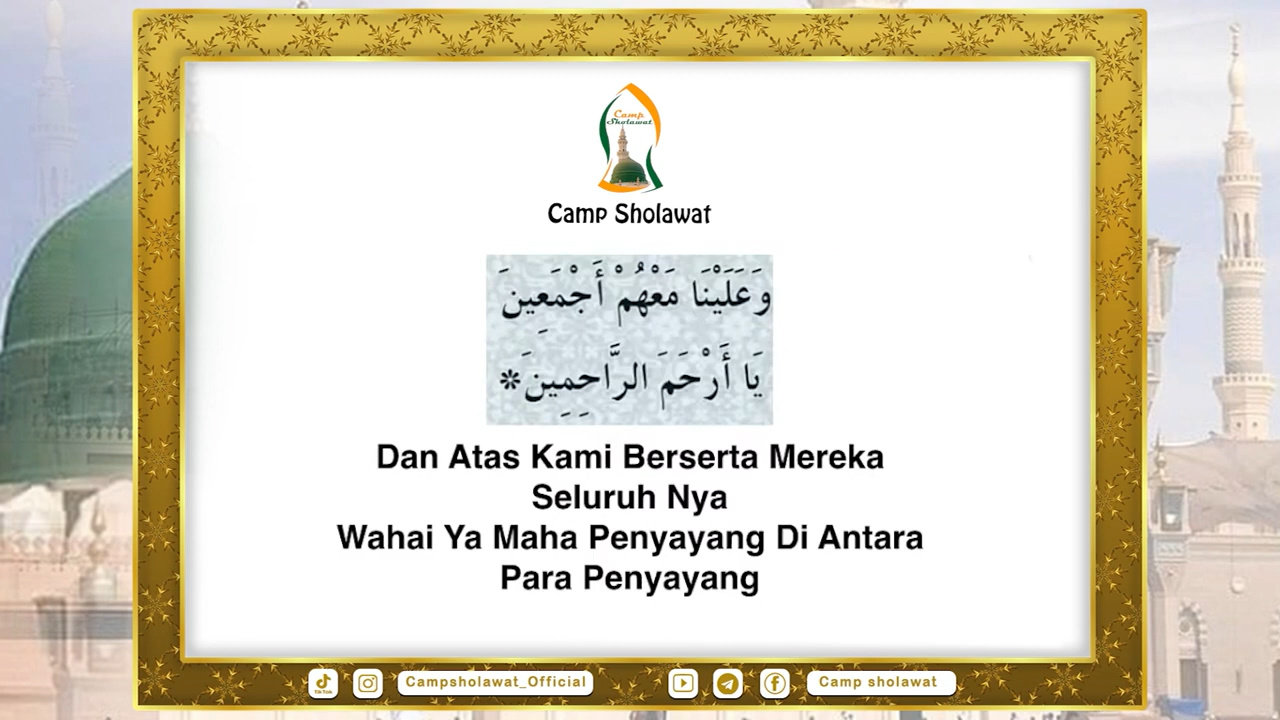 Camp
Sholawat
Camp Sholawat
وَعَلَيْنَا مَعْهُمْ أَجْمَعِينَ
يَا أَرْحَمَ الرَّاحِمِينَ*
Dan Atas Kami Berserta Mereka
Seluruh Nya
Wahai Ya Maha Penyayang Di Antara
Para Penyayang
TikTok
Campsholawat_Official
Camp sholawat